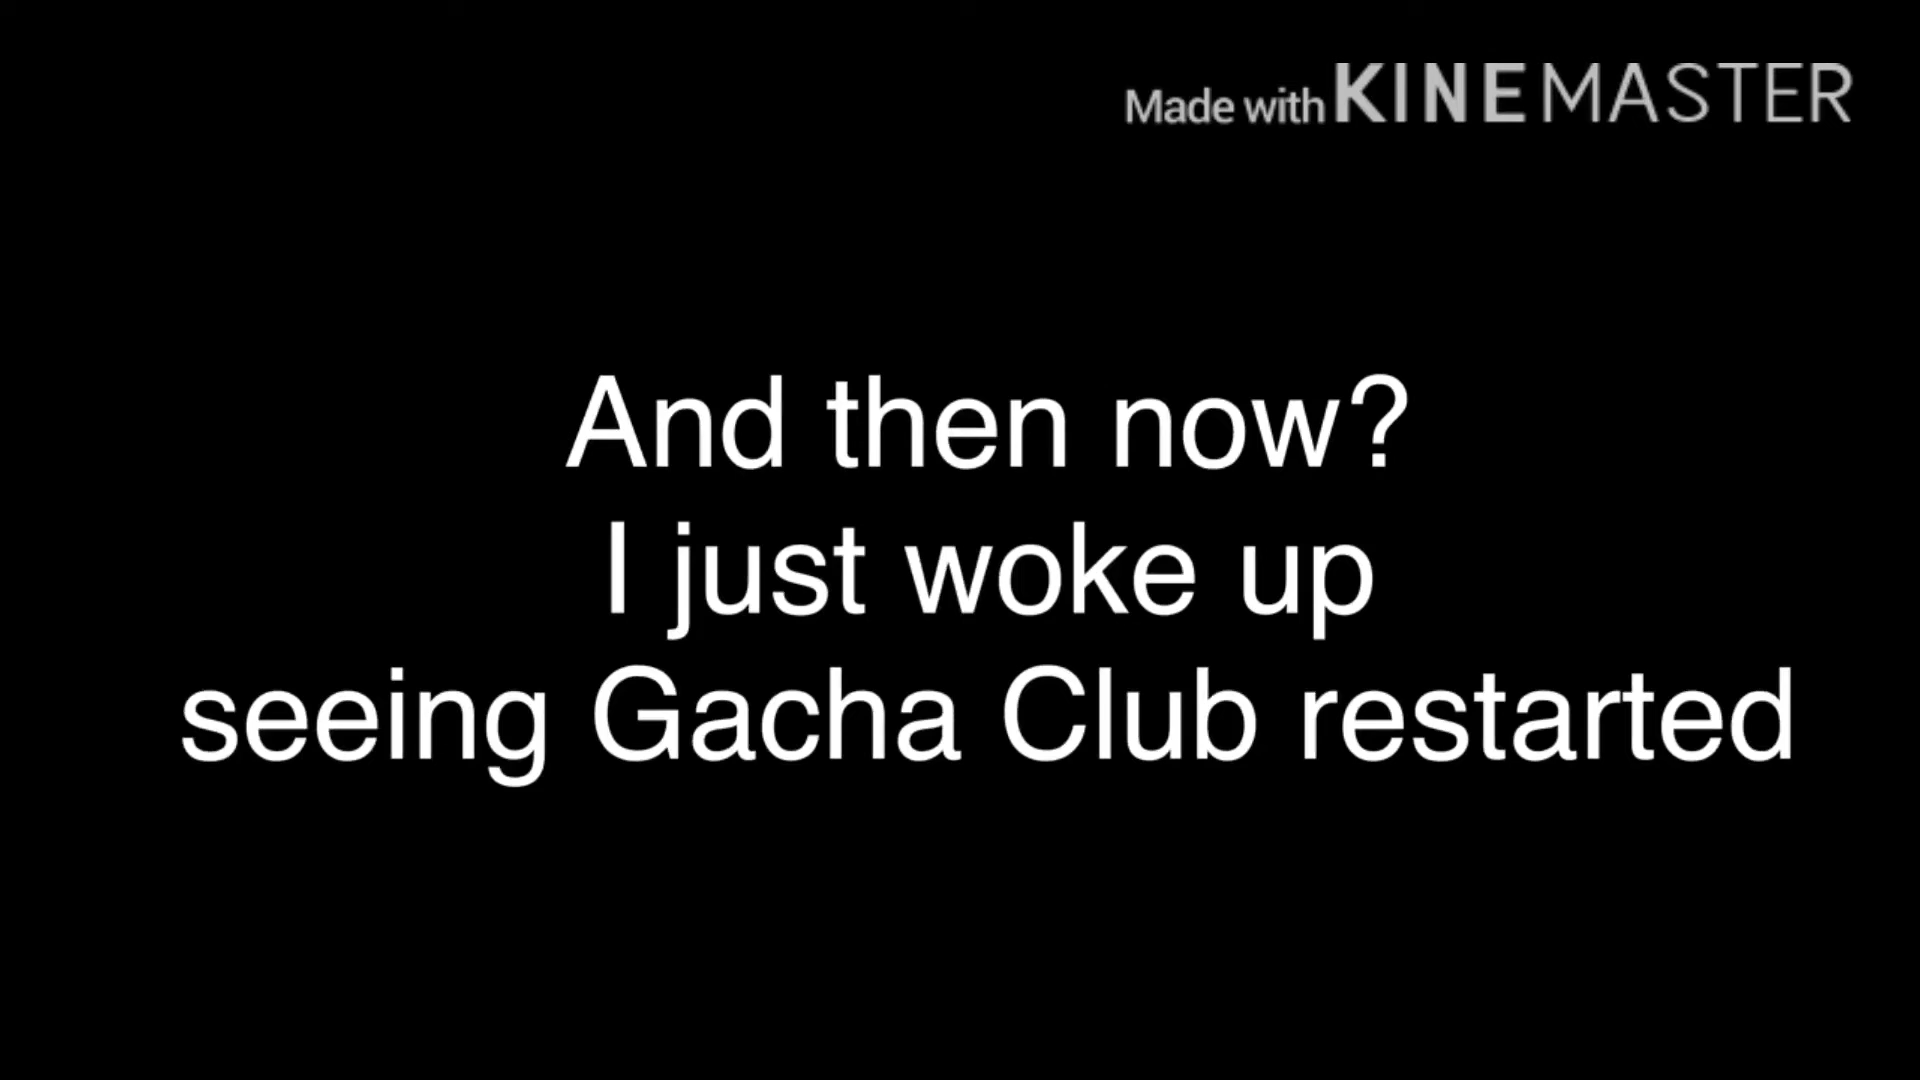 Made with KINEMASTER
And then now?
I just woke up
seeing Gacha Club restarted